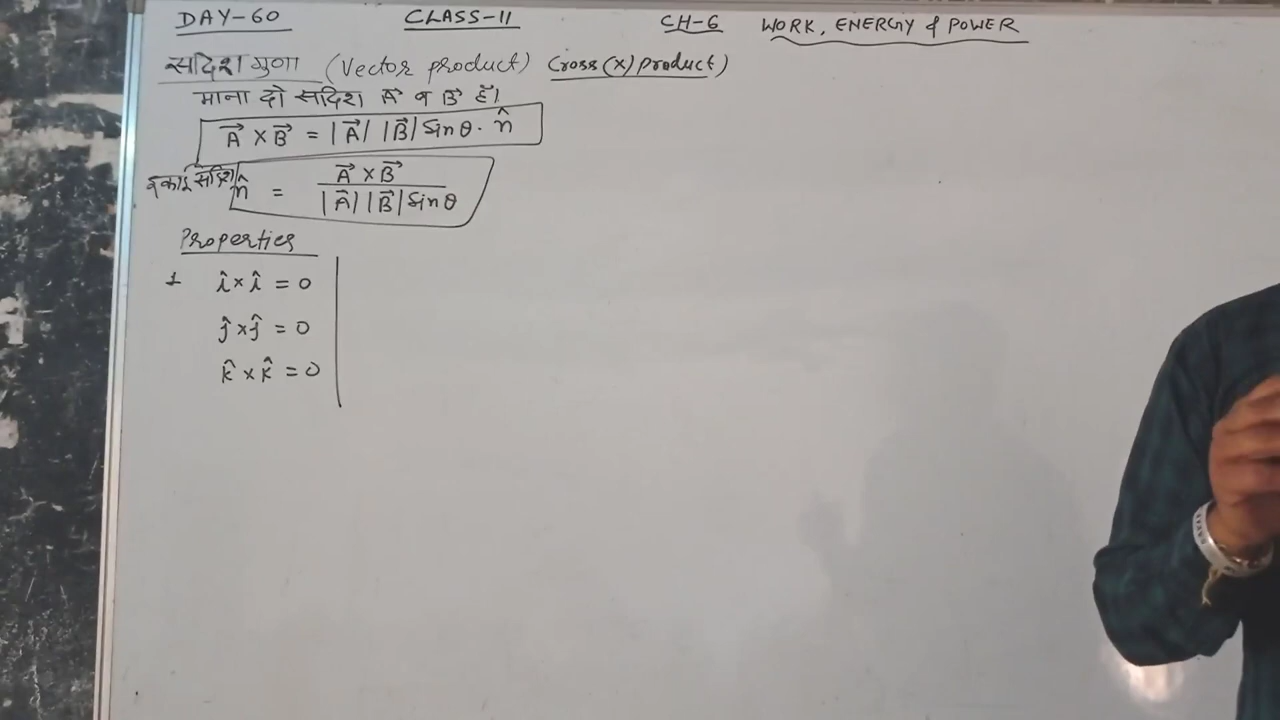 DAY-60 CLASS-11 CH-6 WORK, ENERGY & POWER
सदिश गुणा (Vector product) Cross (X) product)
माना दो सदिश A⃗ व B⃗ हैं।
A⃗ × B⃗ = |A⃗| |B⃗| Sinθ · n̂
इकाई सदिश n̂ = A⃗ × B⃗ / |A⃗| |B⃗| Sinθ
Properties
1 î × î = 0
ĵ × ĵ = 0
k̂ × k̂ = 0